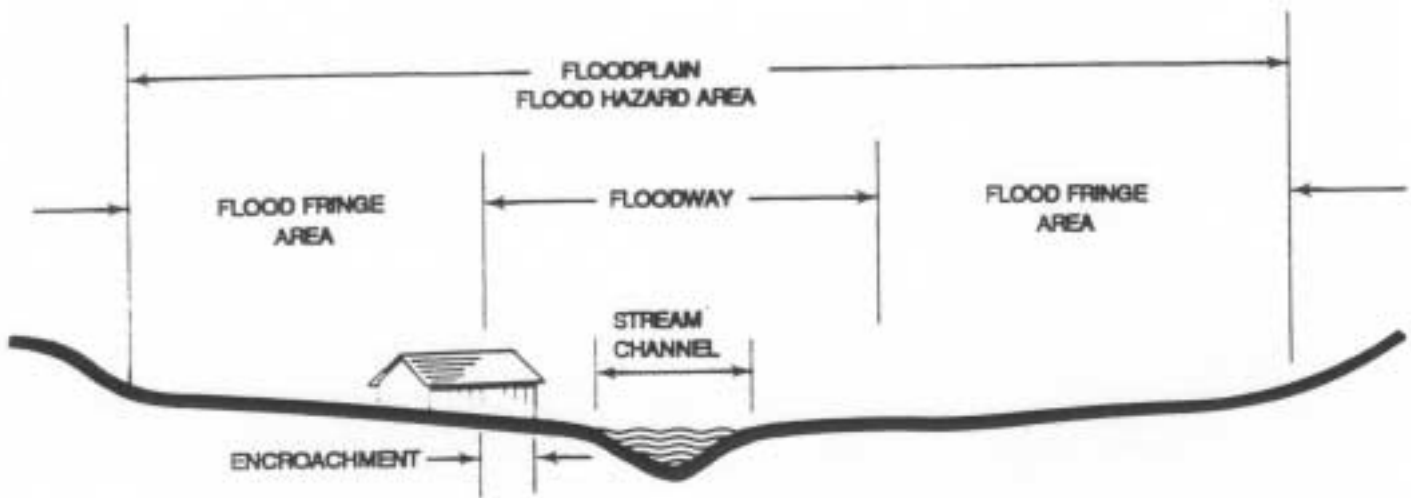 FLOODPLAIN
FLOOD HAZARD AREA
FLOOD FRINGE
AREA
FLOODWAY
FLOOD FRINGE
AREA
STREAM
CHANNEL
ENCROACHMENT